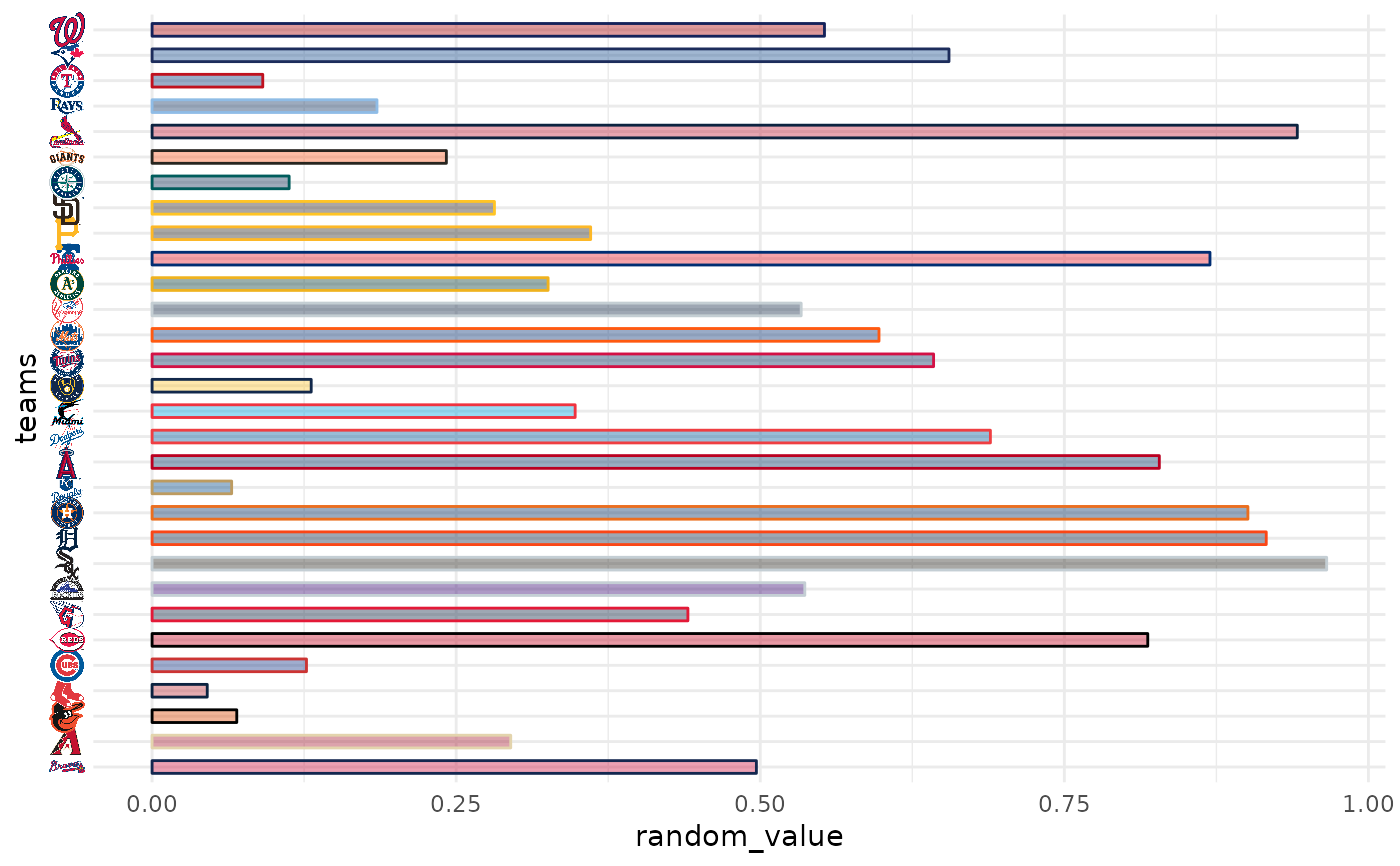 RAYS
GIANTS
Phillies
Miami
Dodgers
Royals
REDS
CUBS
Braves
teams
0.00 0.25 0.50 0.75 1.00
random_value